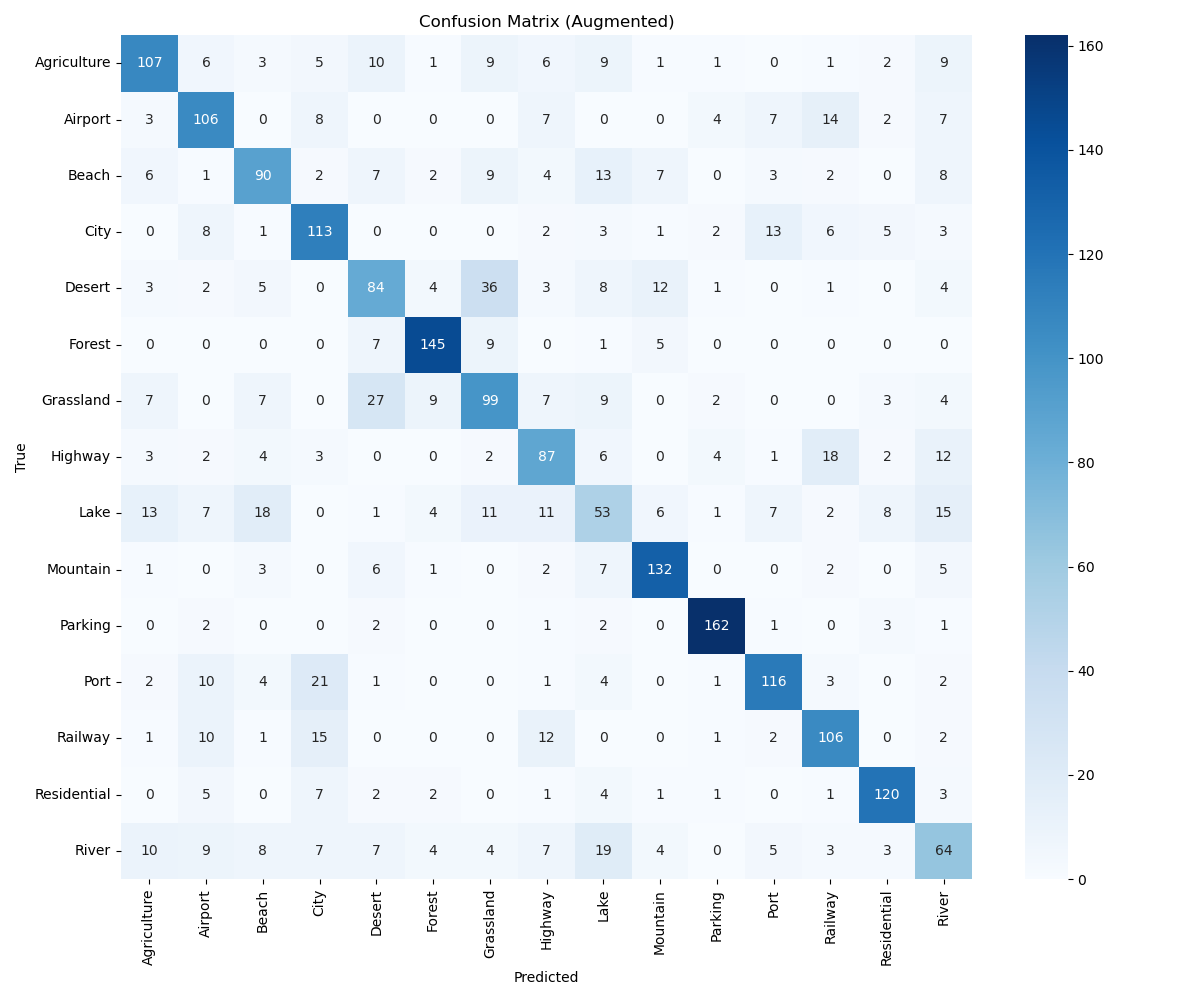 Confusion Matrix (Augmented)
Agriculture 107 6 3 5 10 1 9 6 9 1 1 0 1 2 9
Airport 3 106 0 8 0 0 0 7 0 0 4 7 14 2 7
Beach 6 1 90 2 7 2 9 4 13 7 0 3 2 0 8
City 0 8 1 113 0 0 0 2 3 1 2 13 6 5 3
Desert 3 2 5 0 84 4 36 3 8 12 1 0 1 0 4
Forest 0 0 0 0 7 145 9 0 1 5 0 0 0 0 0
Grassland 7 0 7 0 27 9 99 7 9 0 2 0 0 3 4
Highway 3 2 4 3 0 0 2 87 6 0 4 1 18 2 12
Lake 13 7 18 0 1 4 11 11 53 6 1 7 2 8 15
Mountain 1 0 3 0 6 1 0 2 7 132 0 0 2 0 5
Parking 0 2 0 0 2 0 0 1 2 0 162 1 0 3 1
Port 2 10 4 21 1 0 0 1 4 0 1 116 3 0 2
Railway 1 10 1 15 0 0 0 12 0 0 1 2 106 0 2
Residential 0 5 0 7 2 2 0 1 4 1 1 0 1 120 3
River 10 9 8 7 7 4 4 7 19 4 0 5 3 3 64
True
Agriculture
Airport
Beach
City
Desert
Forest
Grassland
Highway
Lake
Mountain
Parking
Port
Railway
Residential
River
Predicted
160
140
120
100
80
60
40
20
0